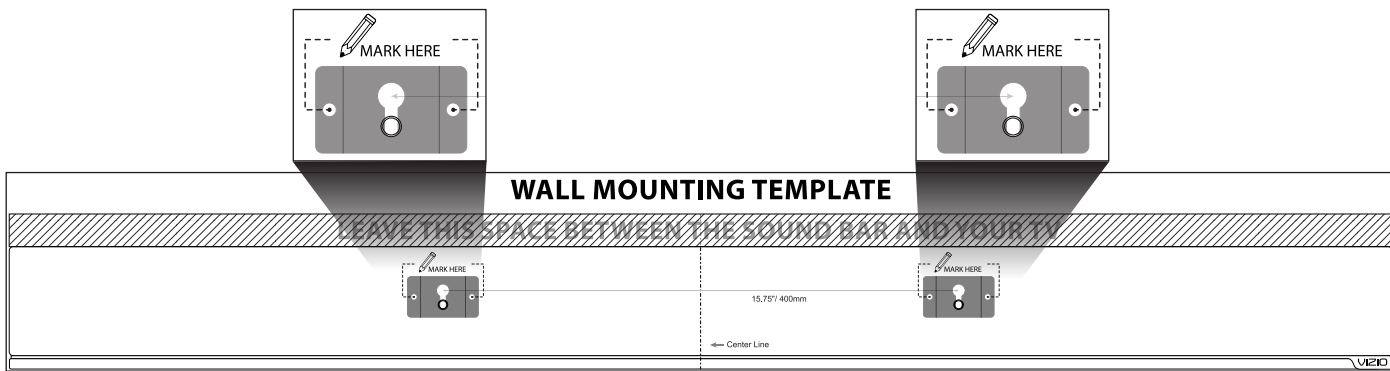 MARK HERE
MARK HERE
WALL MOUNTING TEMPLATE
LEAVE THIS SPACE BETWEEN THE SOUND BAR AND YOUR TV
MARK HERE
MARK HERE
15.75"/ 400mm
Center Line
VIZIO